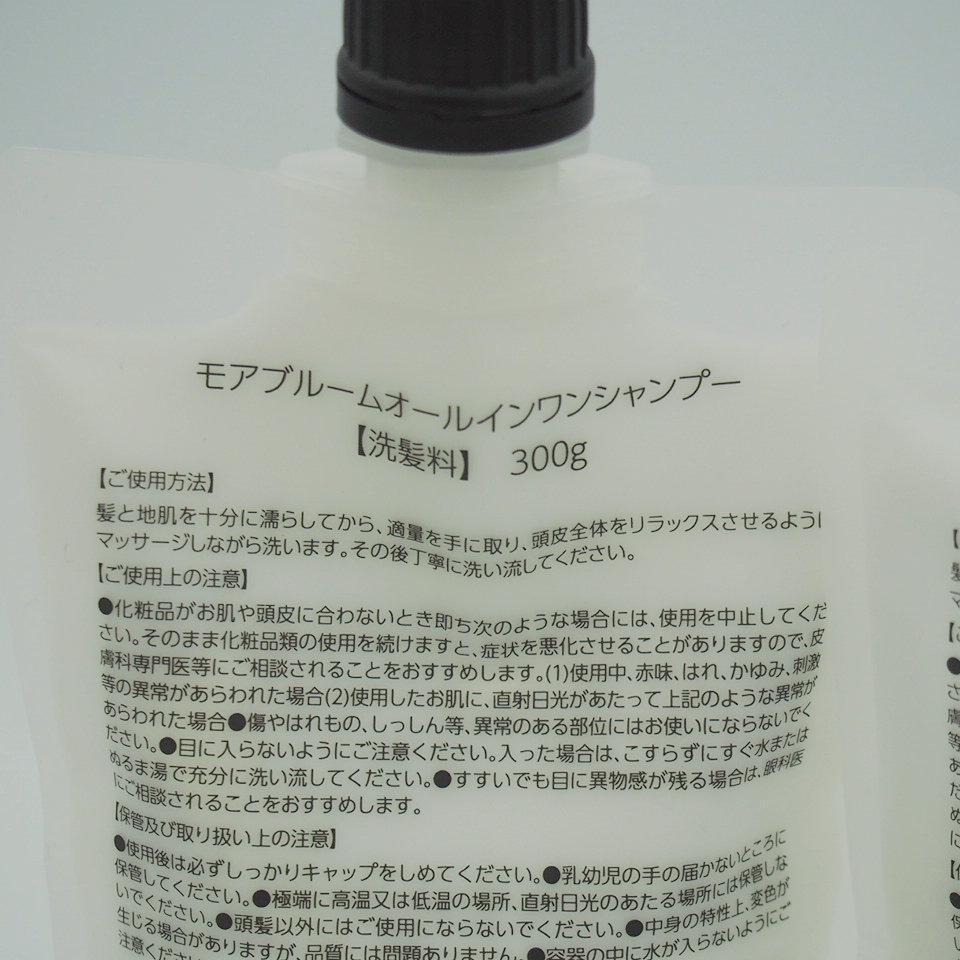 モアブルームオールインワンシャンプー
【洗髪料】 300g
【ご使用方法】
髪と地肌を十分に濡らしてから、適量を手に取り、頭皮全体をリラックスさせるように
マッサージしながら洗います。その後丁寧に洗い流してください。
【ご使用上の注意】
●化粧品がお肌や頭皮に合わないとき即ち次のような場合には、使用を中止してくだ
さい。そのまま化粧品類の使用を続けますと、症状を悪化させることがありますので、皮
膚科専門医等にご相談されることをおすすめします。(1)使用中、赤味、はれ、かゆみ、刺激
等の異常があらわれた場合(2)使用したお肌に、直射日光があたって上記のような異常が
あらわれた場合●傷やはれもの、しっしん等、異常のある部位にはお使いにならないでく
ださい。●目に入らないようにご注意ください。入った場合は、こすらずにすぐ水または
ぬるま湯で充分に洗い流してください。●すすいでも目に異物感が残る場合は、眼科医
にご相談されることをおすすめします。
【保管及び取り扱い上の注意】
●使用後は必ずしっかりキャップをしめてください。●乳幼児の手の届かないところに
保管してください。●極端に高温又は低温の場所、直射日光のあたる場所には保管しな
いでください。●頭髪以外にはご使用にならないでください。●中身の特性上、変色が
生じる場合がありますが、品質には問題ありません。●容器の中に水が入らないようにご
注意くださ